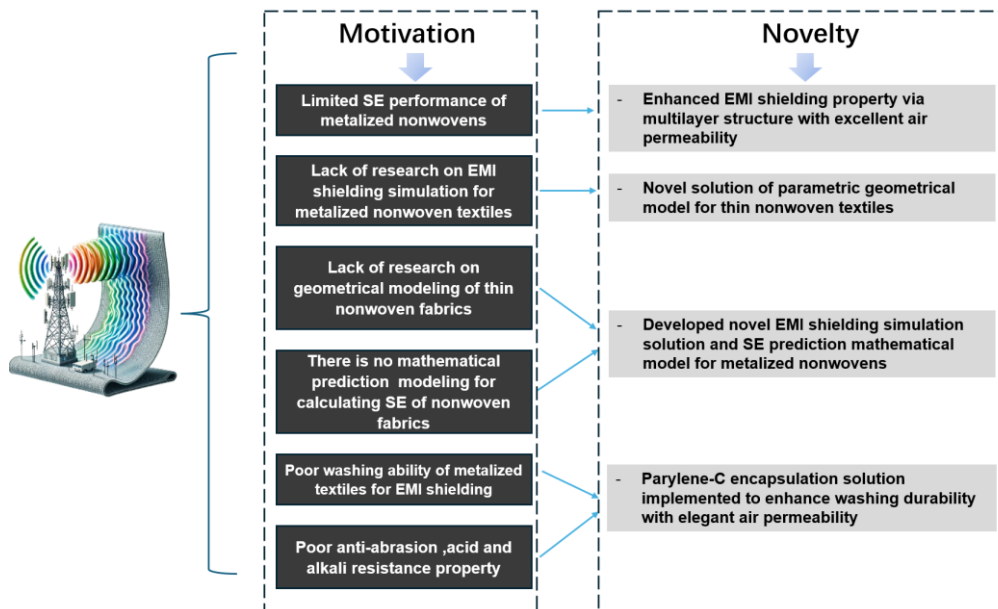 Motivation
Limited SE performance of
metalized nonwovens
Lack of research on EMI
shielding simulation for
metalized nonwoven textiles
Lack of research on
geometrical modeling of thin
nonwoven fabrics
There is no mathematical
prediction  modeling for
calculating SE of nonwoven
fabrics
Poor washing ability of metalized
textiles for EMI shielding
Poor anti-abrasion ,acid and
alkali resistance property
Novelty
- Enhanced EMI shielding property via
multilayer structure with excellent air
permeability
- Novel solution of parametric geometrical
model for thin nonwoven textiles
- Developed novel EMI shielding simulation
solution and SE prediction mathematical
model for metalized nonwovens
- Parylene-C encapsulation solution
implemented to enhance washing durability
with elegant air permeability